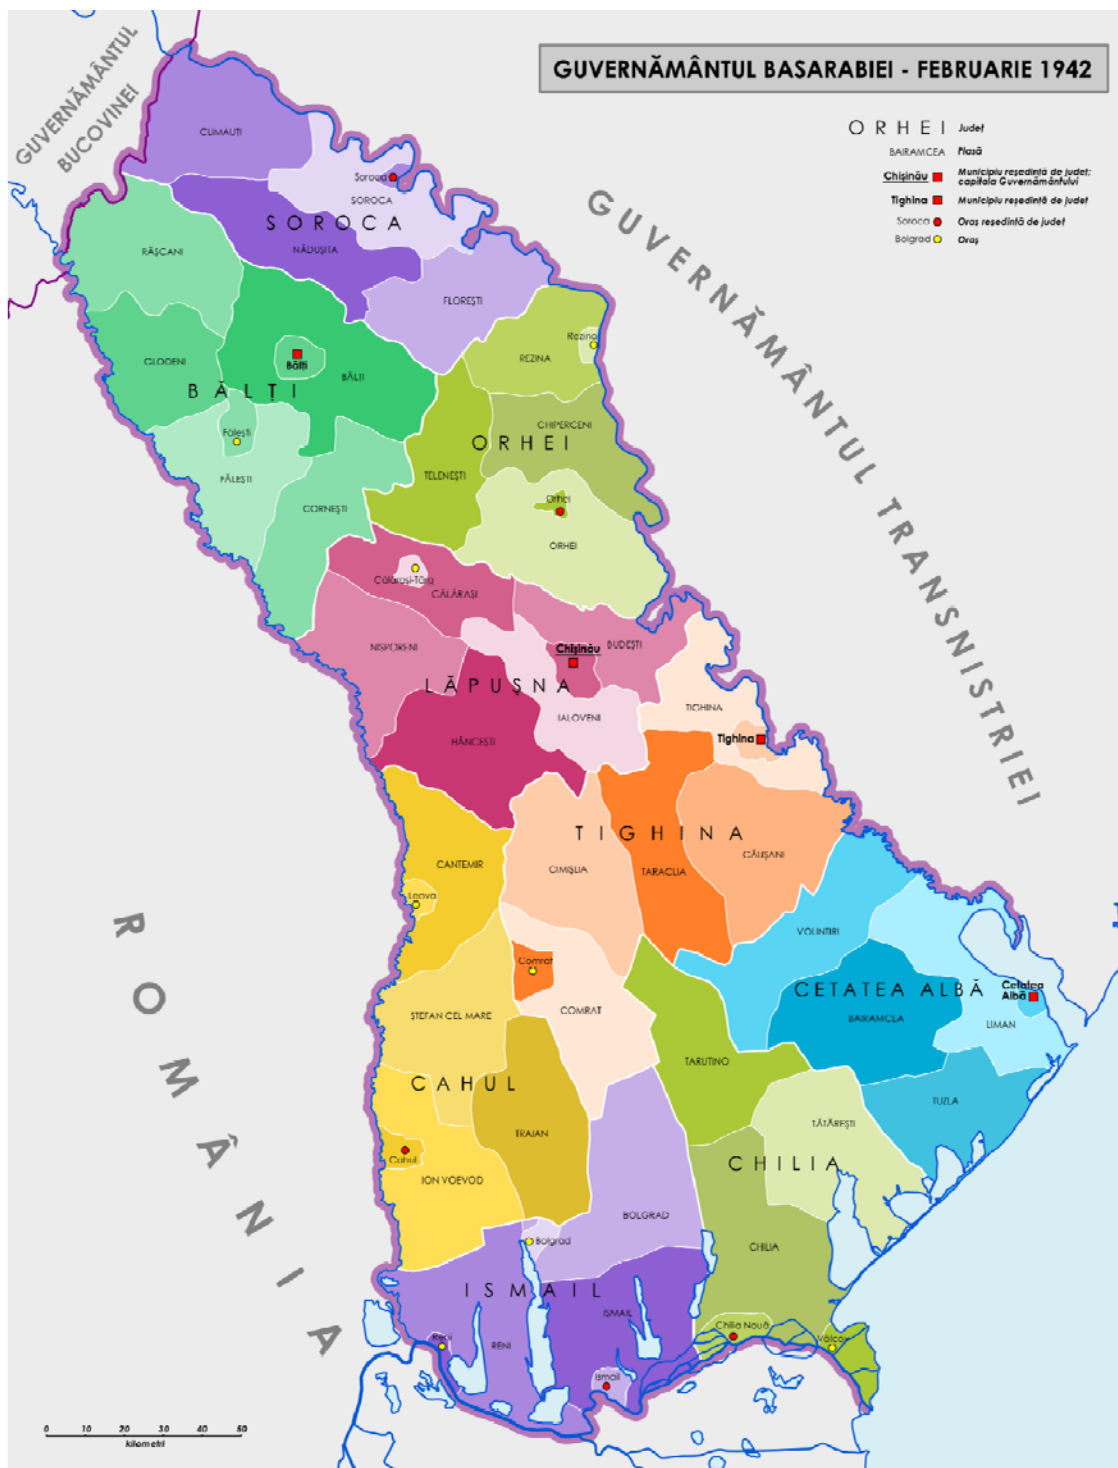 GUVERNĂMÂNTUL BASARABIEI - FEBRUARIE 1942
GUVERNĂMÂNTUL
BUCOVINEI
ORHEI Județ
BAIRAMCEA Plasă
Chișinău Municipiu reședință de județ;
capitala Guvernământului
Tighina Municipiu reședință de județ
Soroca Oraș reședință de județ
Bolgrad Oraș
GUVERNĂMÂNTUL TRANSNISTRIEI
ROMÂNIA
CLIMĂUȚI
Soroca
SOROCA
SOROCA
NĂDUȘITA
RÂȘCANI
FLOREȘTI
GLODENI
Bălți
BĂLȚI
BĂLȚI
REZINA
Rezina
Fălești
FĂLEȘTI
CORNEȘTI
CHIPERCENI
ORHEI
TELENEȘTI
Orhei
ORHEI
Călărași-Târg
CĂLĂRAȘI
NISPORENI
Chișinău
BUDEȘTI
LĂPUȘNA
IALOVENI
HÂNCEȘTI
TIGHINA
Tighina
TIGHINA
CANTEMIR
CIMIȘLIA
TARACLIA
CĂUȘANI
Leova
VOLINTIRI
Comrat
COMRAT
CETATEA ALBĂ
Cetatea
Albă
BAIRAMCEA
LIMAN
ȘTEFAN CEL MARE
TARUTINO
CAHUL
TUZLA
TRAIAN
TĂTĂREȘTI
Cahul
ION VOEVOD
CHILIA
BOLGRAD
Bolgrad
CHILIA
ISMAIL
ISMAIL
Reni
RENI
Chilia Nouă
Vâlcov
Ismail
0 10 20 30 40 50
kilometri